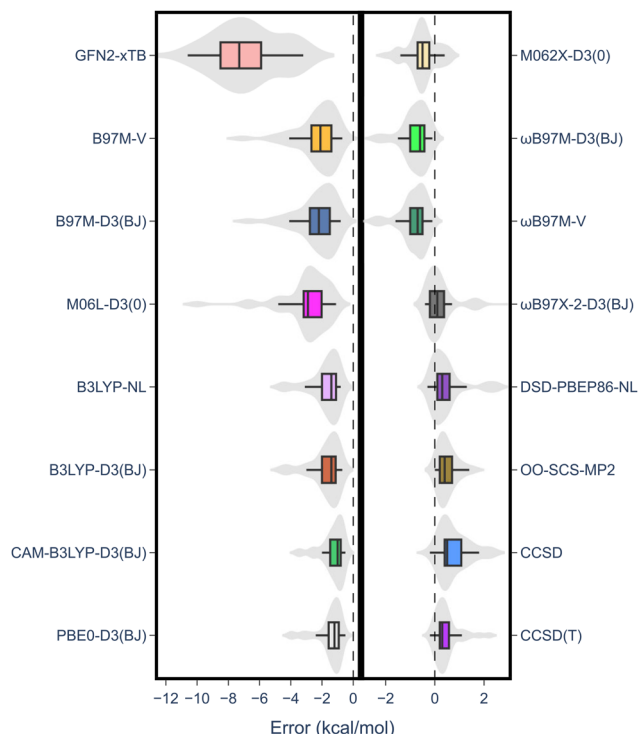 GFN2-xTB
M062X-D3(0)
B97M-V
ωB97M-D3(BJ)
B97M-D3(BJ)
ωB97M-V
M06L-D3(0)
ωB97X-2-D3(BJ)
B3LYP-NL
DSD-PBEP86-NL
B3LYP-D3(BJ)
OO-SCS-MP2
CAM-B3LYP-D3(BJ)
CCSD
PBE0-D3(BJ)
CCSD(T)
−12 −10 −8 −6 −4 −2 0 −2 0 2
Error (kcal/mol)